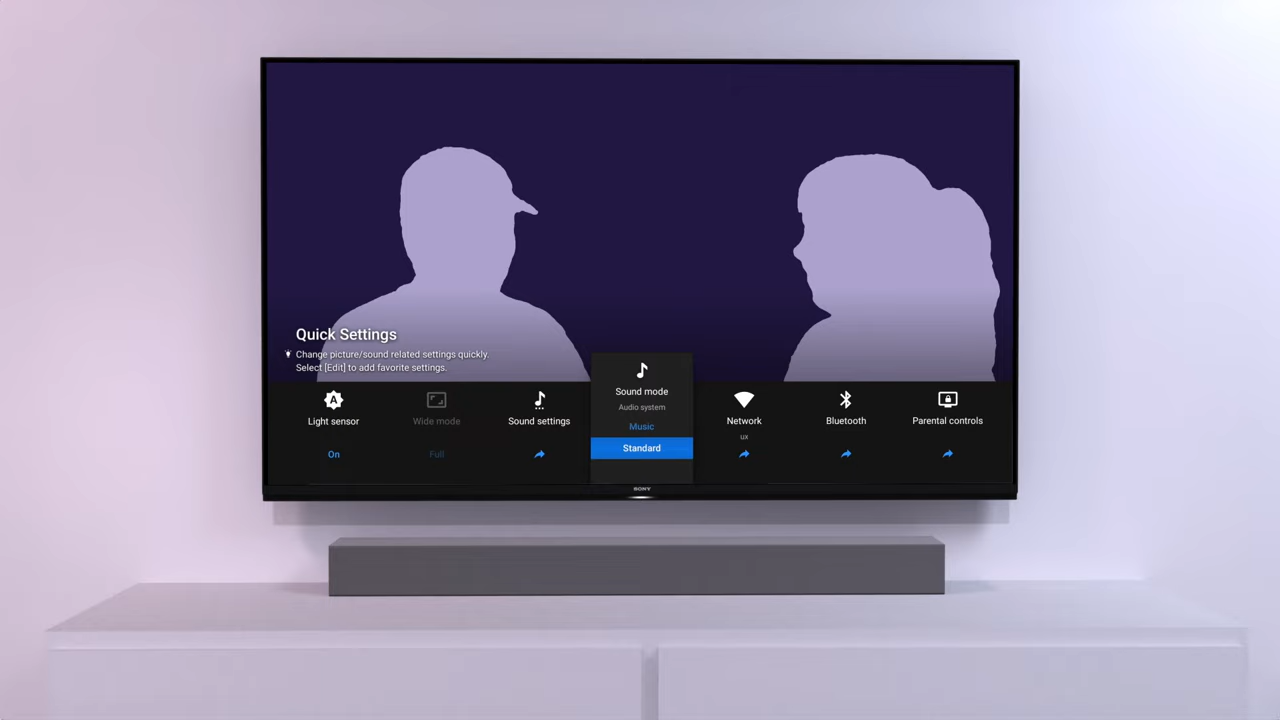 Quick Settings
Change picture/sound related settings quickly.
Select [Edit] to add favorite settings.
A
Light sensor
On
Wide mode
Full
Sound settings
Sound mode
Audio system
Music
Standard
Network
ux
Bluetooth
Parental controls
SONY